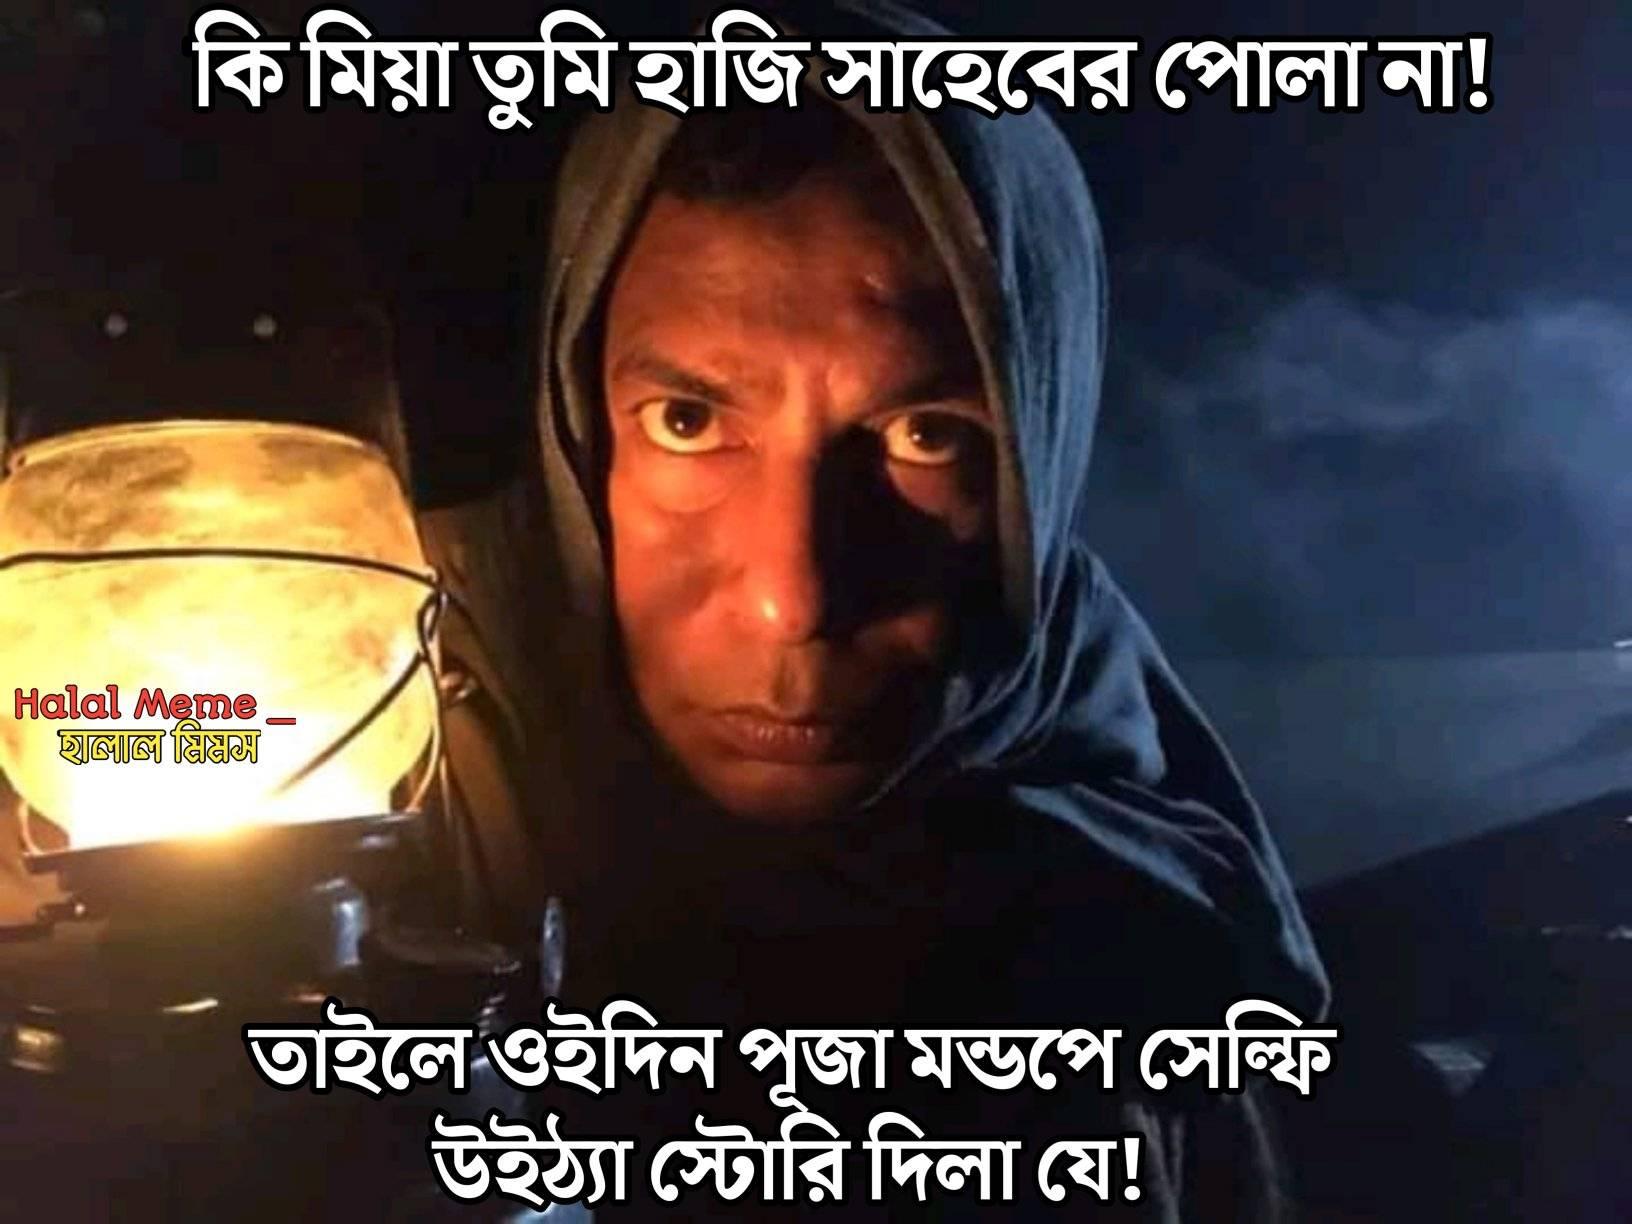 কি মিয়া তুমি হাজি সাহেবের পোলা না!
Halal Meme _
হালাল মিমস
তাইলে ওইদিন পূজা মন্ডপে সেল্ফি
উইঠ্যা স্টোরি দিলা যে!